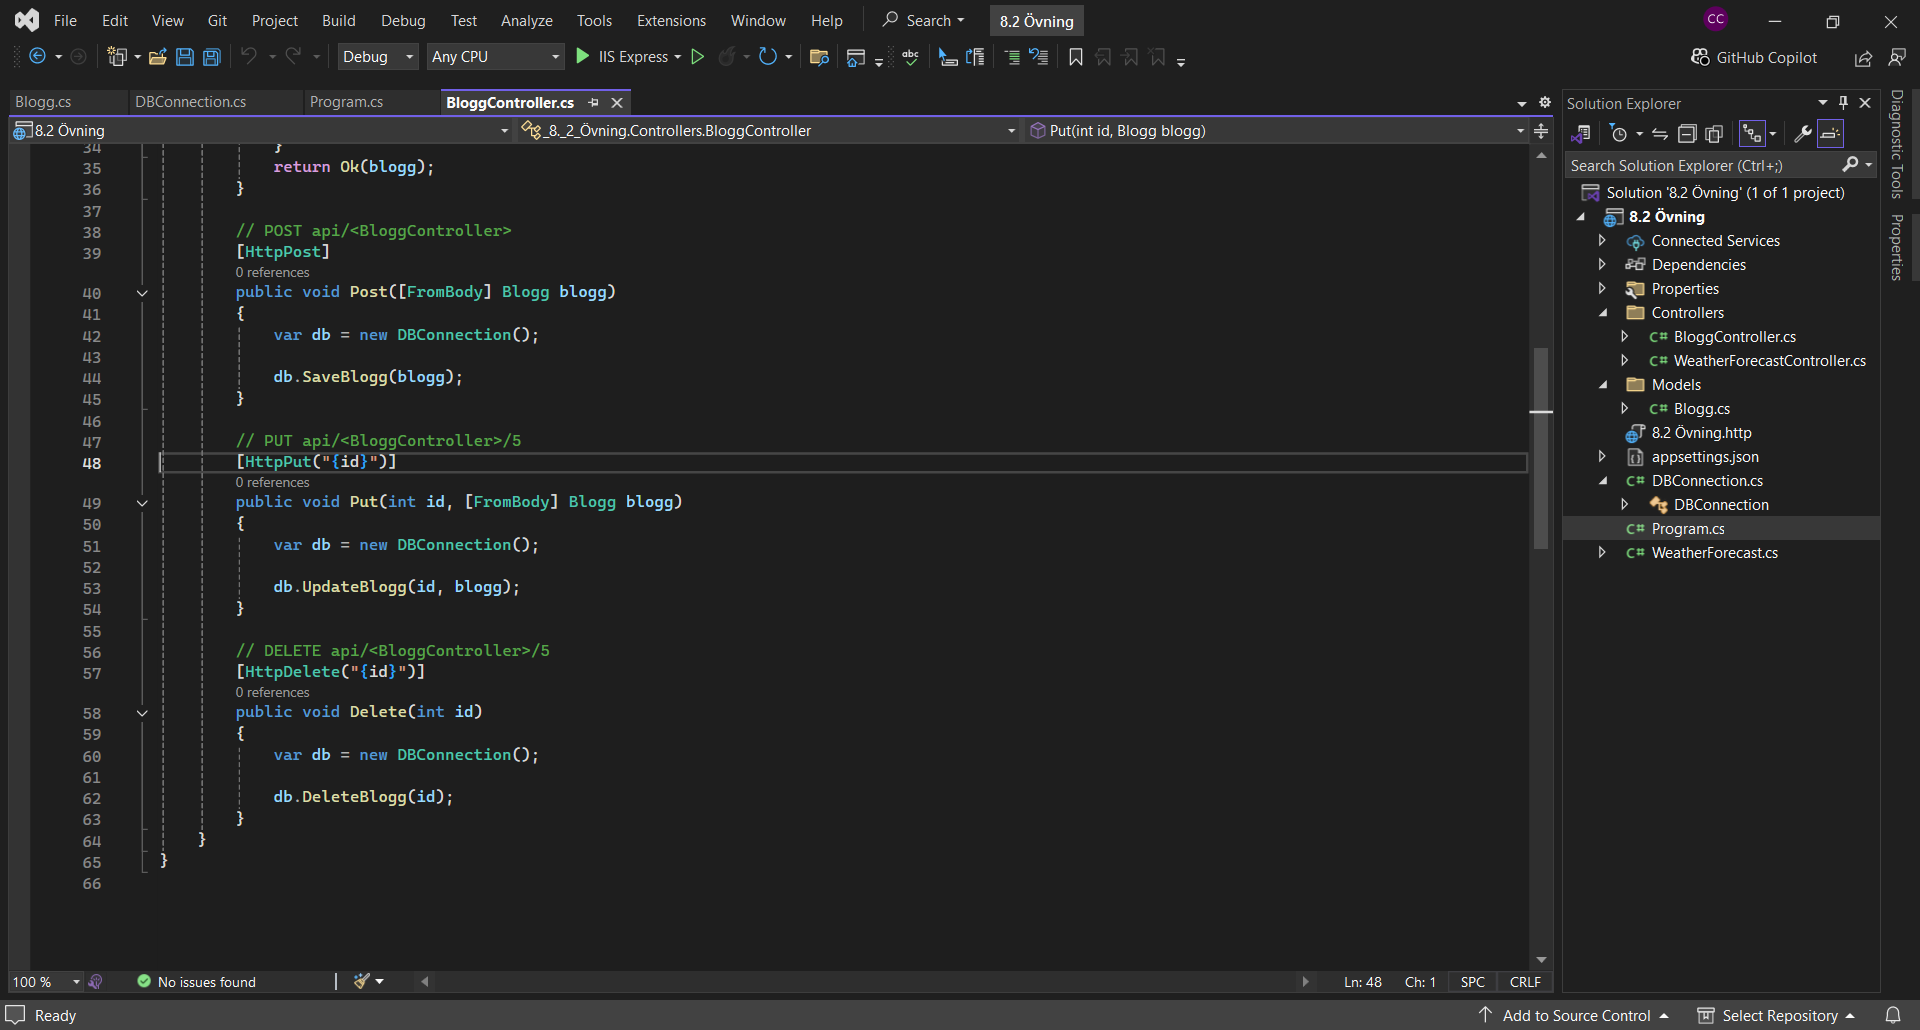 File Edit View Git Project Build Debug Test Analyze Tools Extensions Window Help Search 8.2 Övning CC
Debug Any CPU IIS Express abc GitHub Copilot
Blogg.cs DBConnection.cs Program.cs BloggController.cs
8.2 Övning _8._2_Övning.Controllers.BloggController Put(int id, Blogg blogg)
34 }
35 return Ok(blogg);
36 }
37
38 // POST api/<BloggController>
39 [HttpPost]
0 references
40 public void Post([FromBody] Blogg blogg)
41 {
42 var db = new DBConnection();
43
44 db.SaveBlogg(blogg);
45 }
46
47 // PUT api/<BloggController>/5
48 [HttpPut("{id}")]
0 references
49 public void Put(int id, [FromBody] Blogg blogg)
50 {
51 var db = new DBConnection();
52
53 db.UpdateBlogg(id, blogg);
54 }
55
56 // DELETE api/<BloggController>/5
57 [HttpDelete("{id}")]
0 references
58 public void Delete(int id)
59 {
60 var db = new DBConnection();
61
62 db.DeleteBlogg(id);
63 }
64 }
65 }
66
100 % No issues found Ln: 48 Ch: 1 SPC CRLF
Solution Explorer
Search Solution Explorer (Ctrl+;)
Solution '8.2 Övning' (1 of 1 project)
8.2 Övning
Connected Services
Dependencies
Properties
Controllers
C# BloggController.cs
C# WeatherForecastController.cs
Models
C# Blogg.cs
8.2 Övning.http
appsettings.json
C# DBConnection.cs
DBConnection
C# Program.cs
C# WeatherForecast.cs
Diagnostic Tools
Properties
Ready Add to Source Control Select Repository